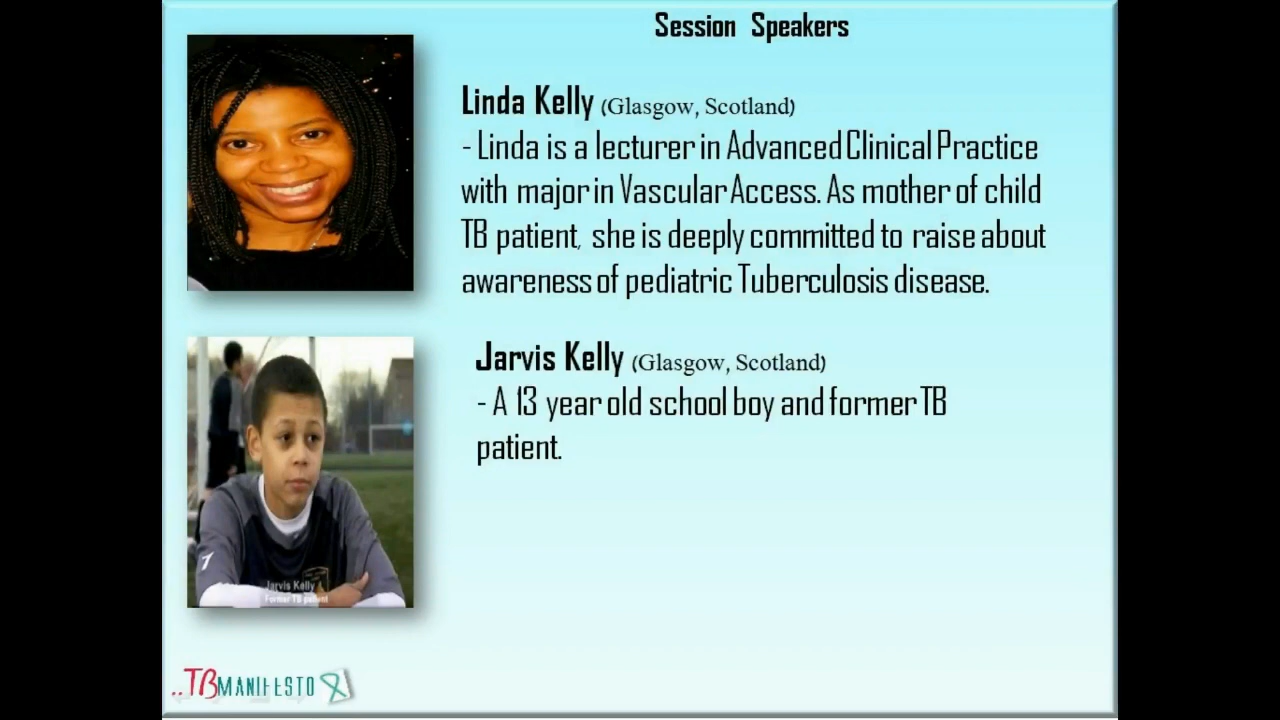 Session Speakers
Linda Kelly (Glasgow, Scotland)
- Linda is a lecturer in Advanced Clinical Practice
with major in Vascular Access. As mother of child
TB patient, she is deeply committed to raise about
awareness of pediatric Tuberculosis disease.
Jarvis Kelly (Glasgow, Scotland)
- A 13 year old school boy and former TB
patient.
Jarvis Kelly
Former TB patient
..TB MANIFESTO